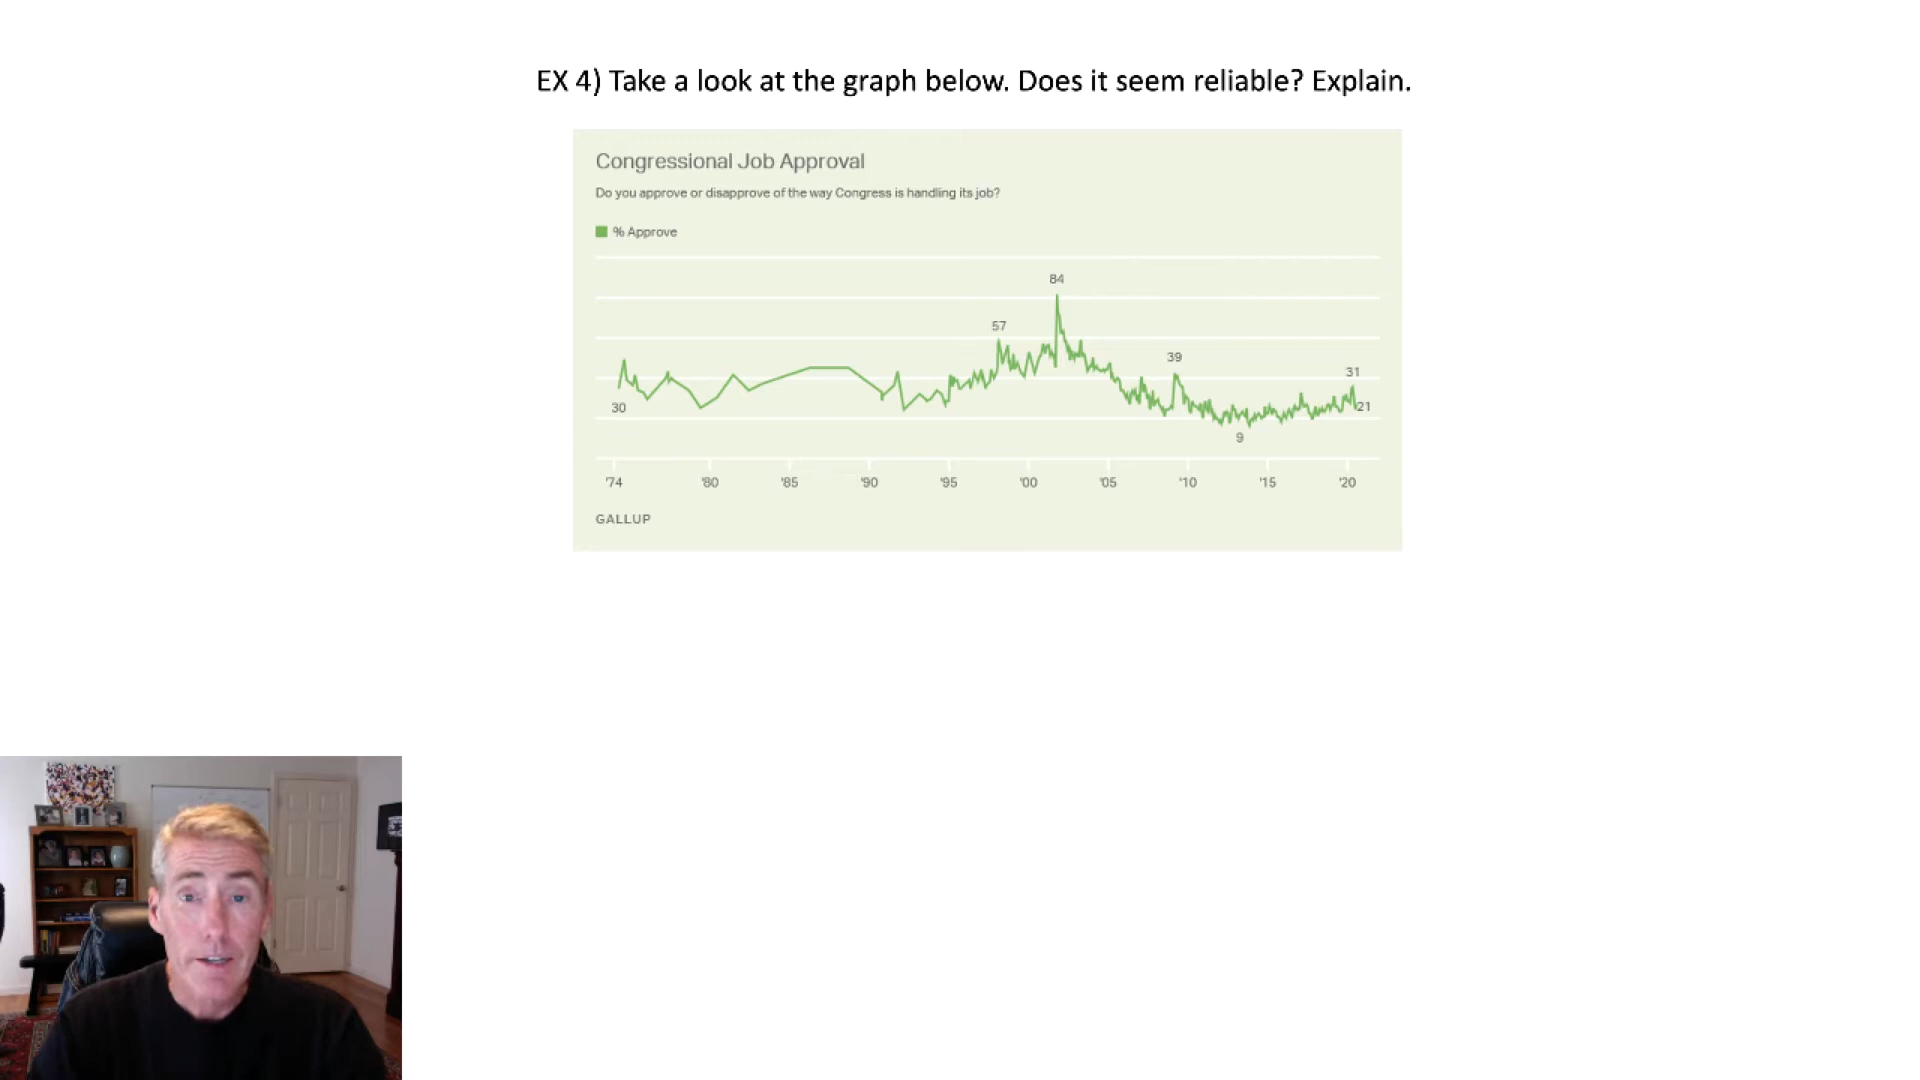 EX 4) Take a look at the graph below. Does it seem reliable? Explain.
Congressional Job Approval
Do you approve or disapprove of the way Congress is handling its job?
% Approve
84
57
39
31
30
21
9
'74 '80 '85 '90 '95 '00 '05 '10 '15 '20
GALLUP